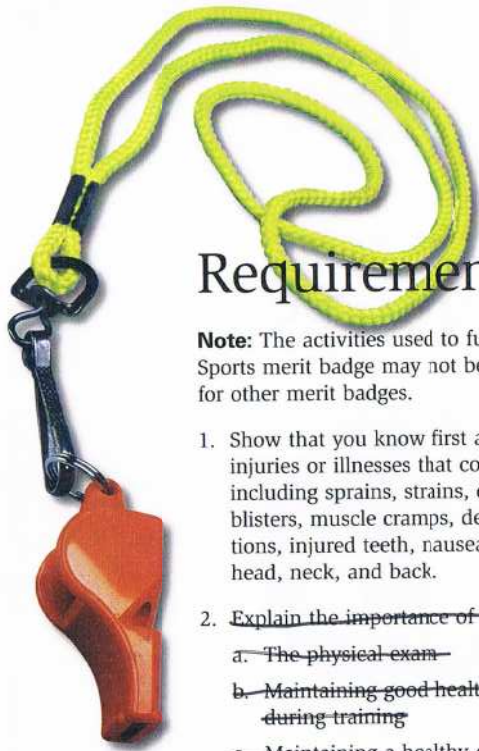 Requiremen
Note: The activities used to fu
Sports merit badge may not be
for other merit badges.
1. Show that you know first a
injuries or illnesses that co
including sprains, strains,
blisters, muscle cramps, de
tions, injured teeth, nausea
head, neck, and back.
2. Explain the importance of
a. The physical exam
b. Maintaining good healt
during training
Maintaining a healthy